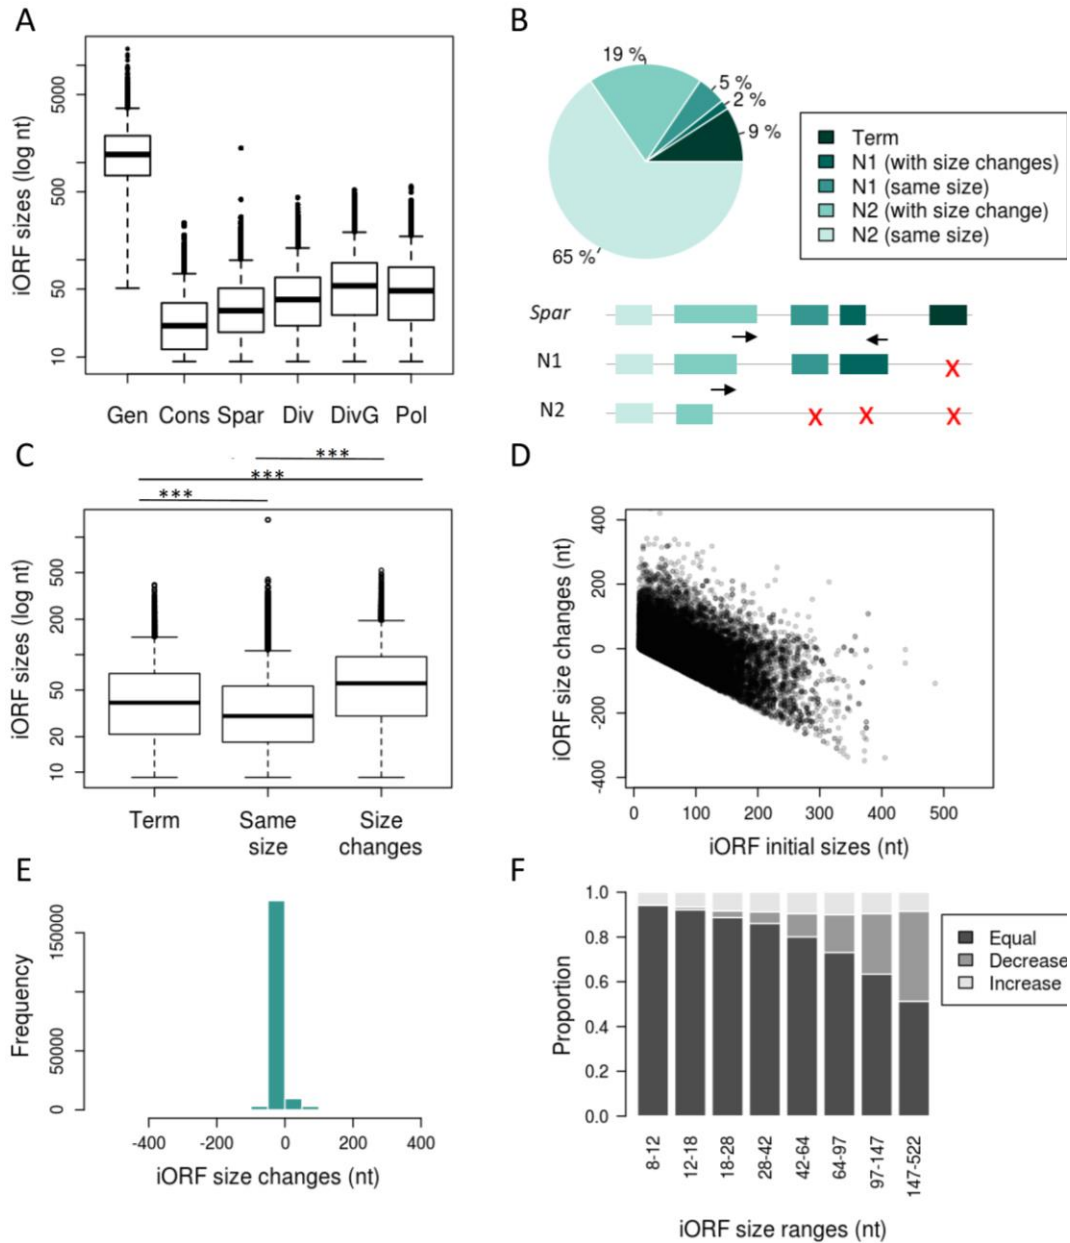 A
iORF sizes (log nt)
5000
500
50
10
Gen Cons Spar Div DivG Pol
B
19 %
5 %
2 %
9 %
65 %
Term
N1 (with size changes)
N1 (same size)
N2 (with size change)
N2 (same size)
Spar
N1
X
N2
X X X
C
***
***
***
iORF sizes (log nt)
500
200
50
20
10
Term Same size Size changes
D
iORF size changes (nt)
400
200
0
-200
-400
0 100 200 300 400 500
iORF initial sizes (nt)
E
Frequency
150000
50000
0
-400 -200 0 200 400
iORF size changes (nt)
F
Proportion
1.0
0.8
0.6
0.4
0.2
0.0
8-12 12-18 18-28 28-42 42-64 64-97 97-147 147-522
iORF size ranges (nt)
Equal
Decrease
Increase